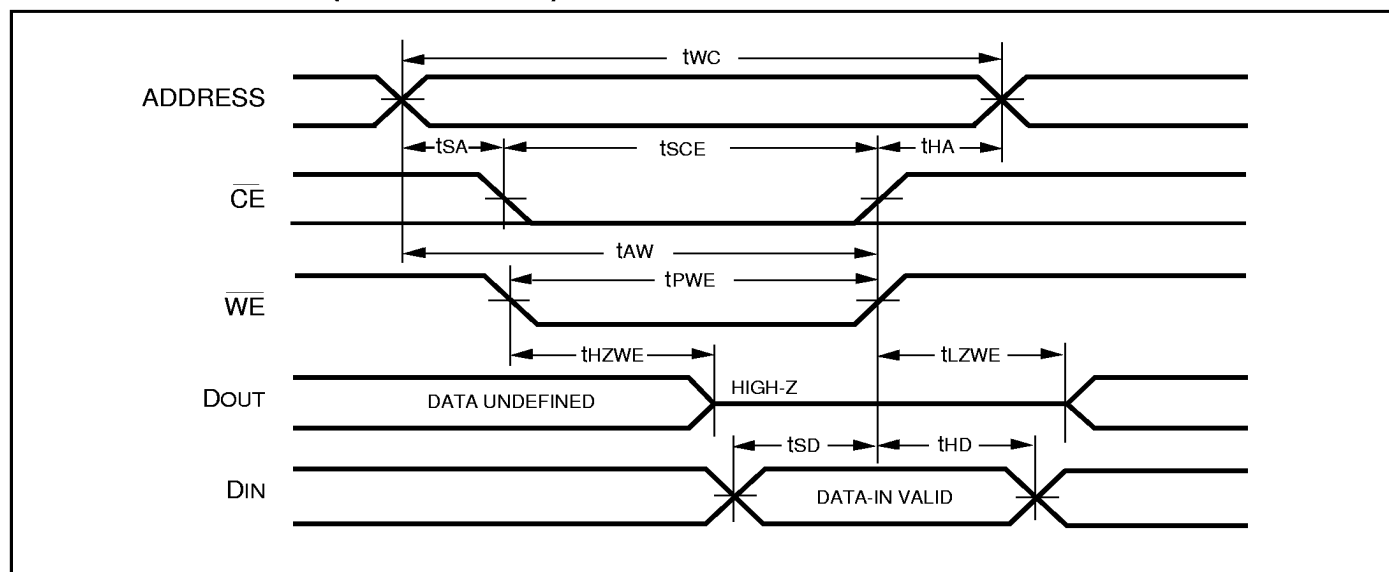 tWC
ADDRESS
tSA
tSCE
tHA
CE
tAW
tPWE
WE
tHZWE
tLZWE
DOUT
DATA UNDEFINED
HIGH-Z
tSD
tHD
DIN
DATA-IN VALID